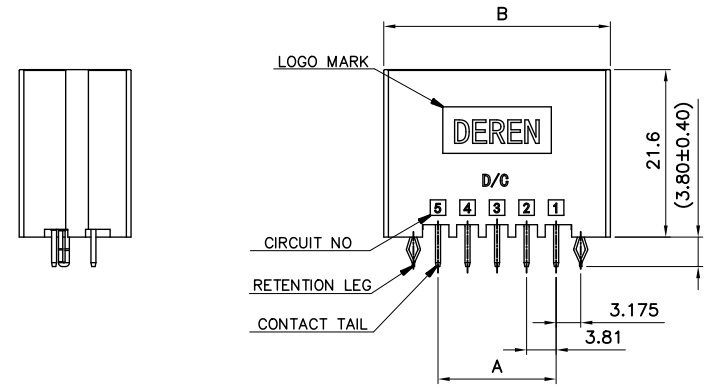 B
LOGO MARK
DEREN
21.6
(3.80±0.40)
D/C
5 4 3 2 1
CIRCUIT NO
RETENTION LEG
3.175
CONTACT TAIL
3.81
A